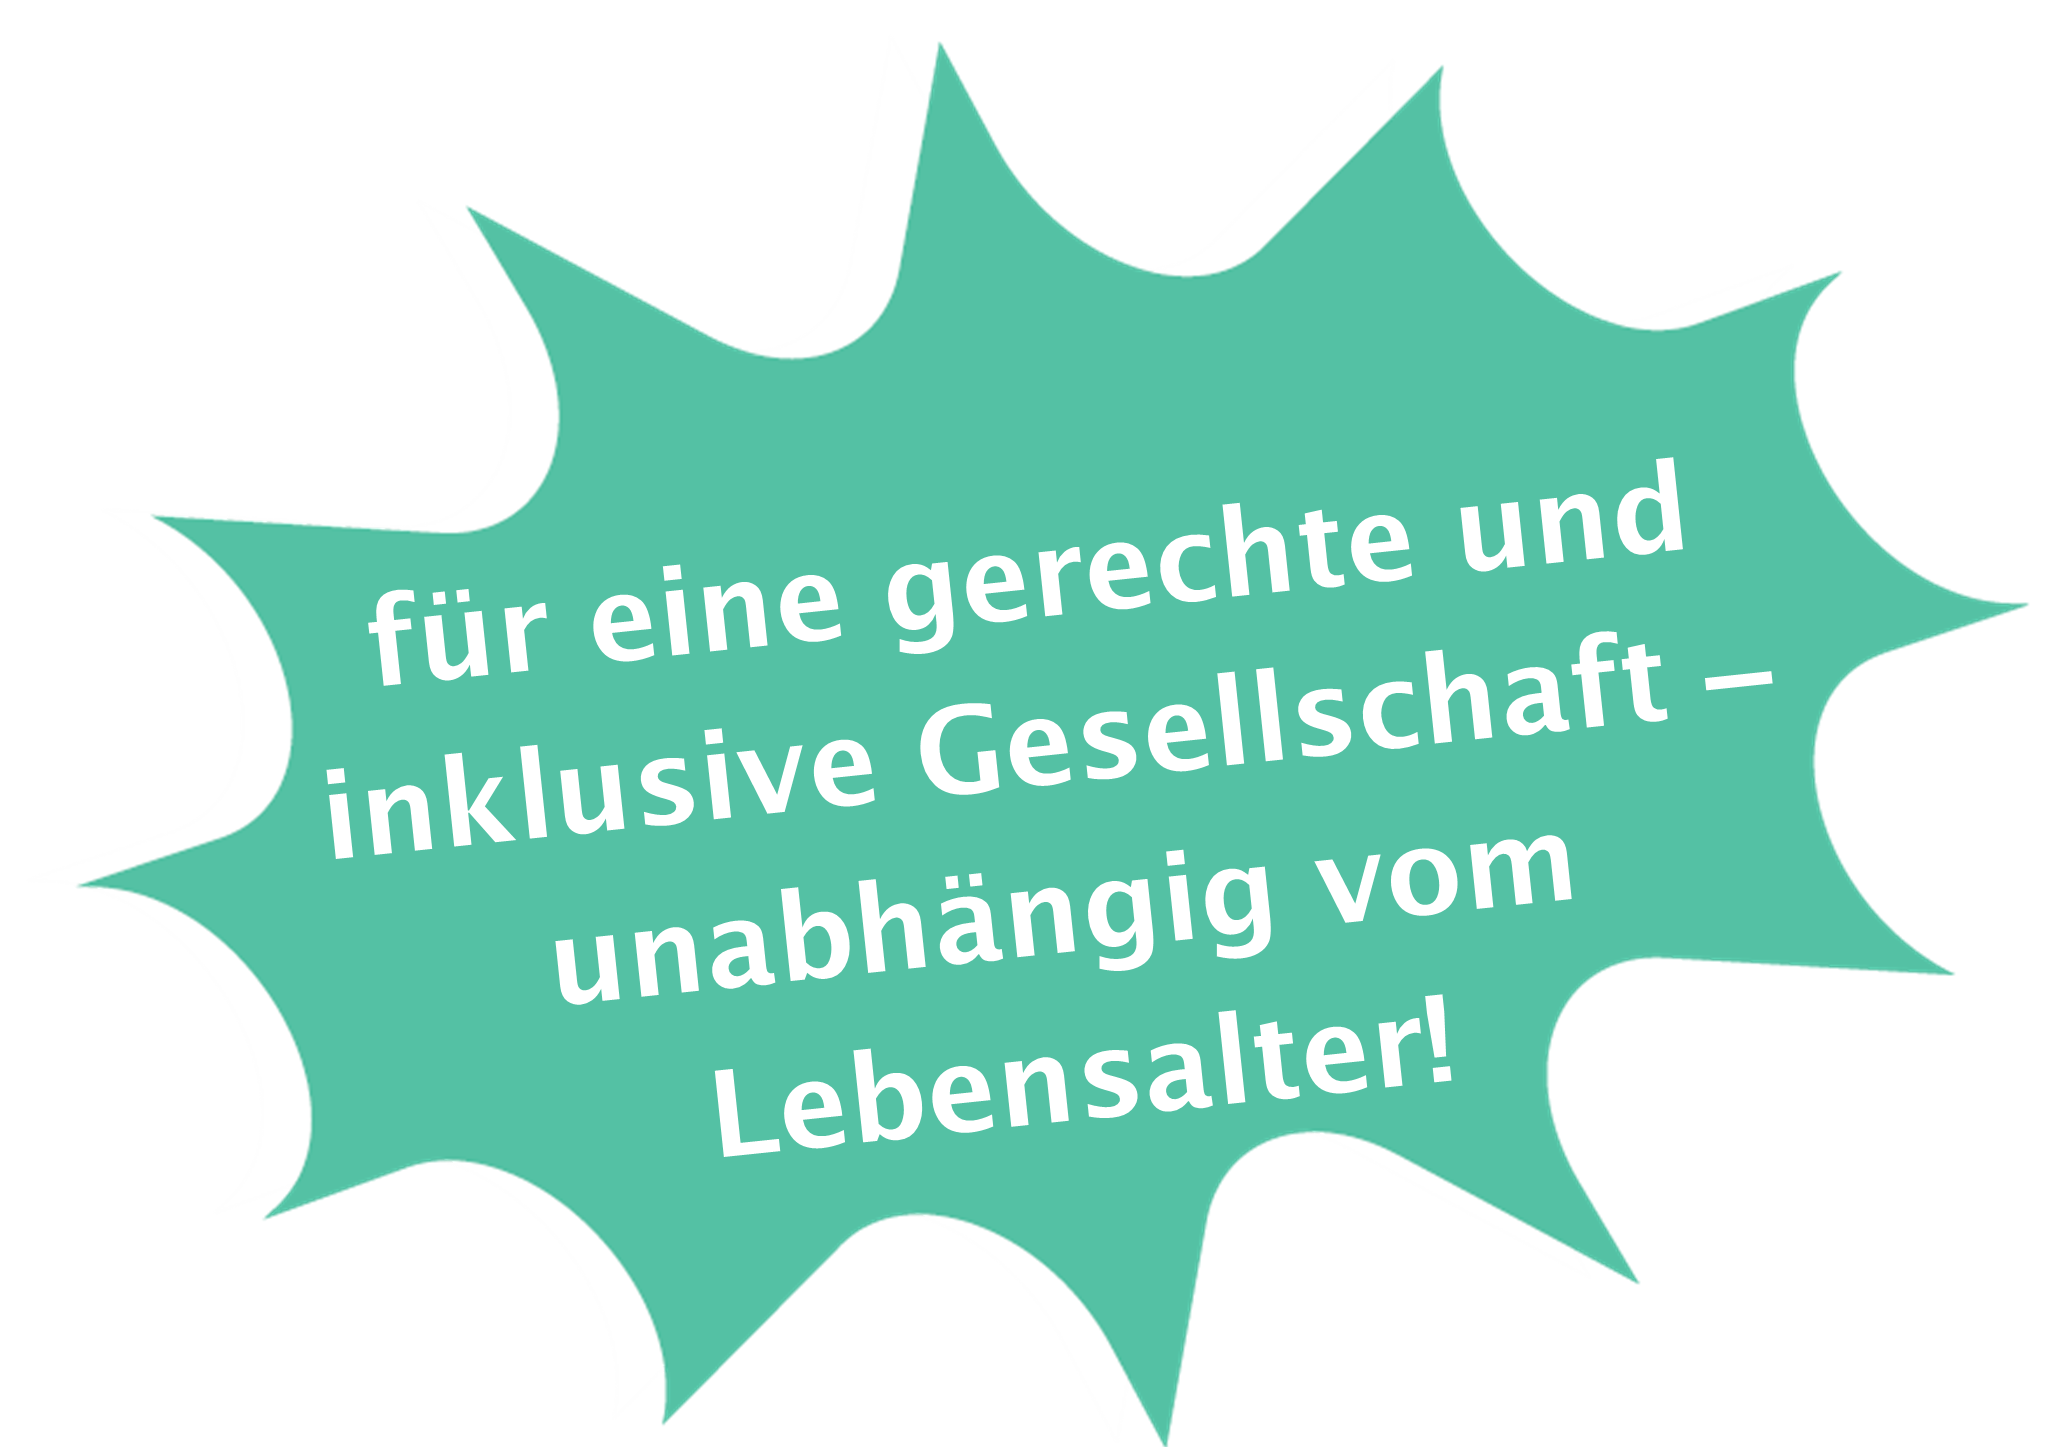 für eine gerechte und
inklusive Gesellschaft –
unabhängig vom
Lebensalter!